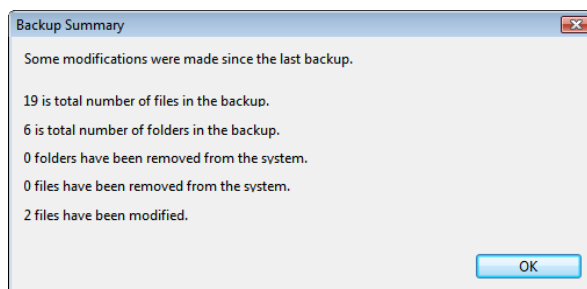 Backup Summary
Some modifications were made since the last backup.
19 is total number of files in the backup.
6 is total number of folders in the backup.
0 folders have been removed from the system.
0 files have been removed from the system.
2 files have been modified.
OK